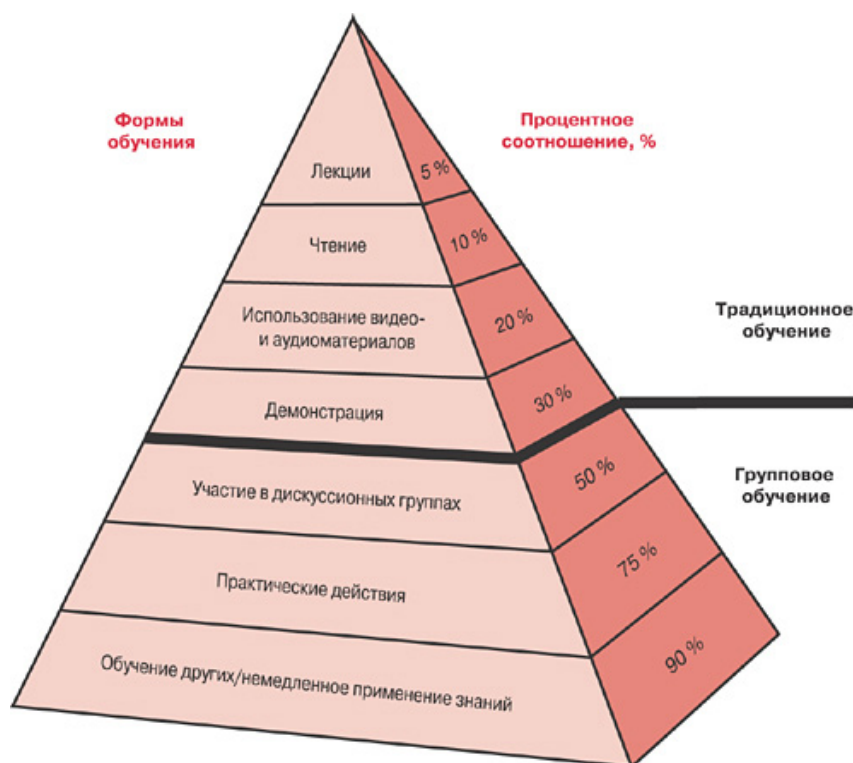 Формы
обучения
Процентное
соотношение, %
Лекции
5 %
Чтение
10 %
Использование видео-
и аудиоматериалов
20 %
Демонстрация
30 %
Традиционное
обучение
Участие в дискуссионных группах
50 %
Групповое
обучение
Практические действия
75 %
Обучение других/немедленное применение знаний
90 %